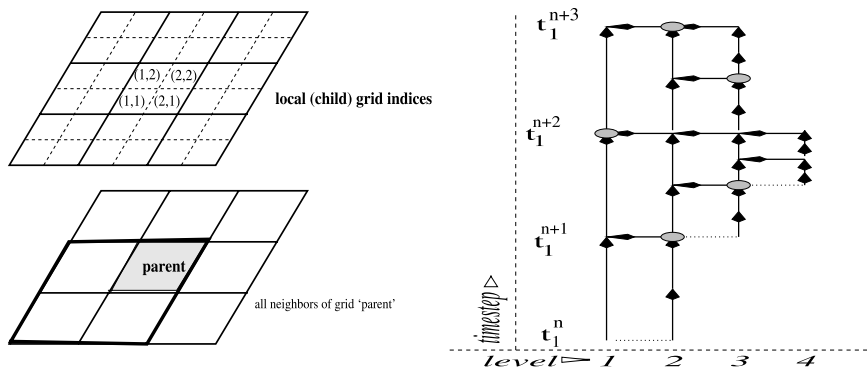 (1,2) (2,2)
(1,1) (2,1)
local (child) grid indices
parent
all neighbors of grid 'parent'
t₁ⁿ⁺³
t₁ⁿ⁺²
t₁ⁿ⁺¹
t₁ⁿ
timestep
level 1 2 3 4